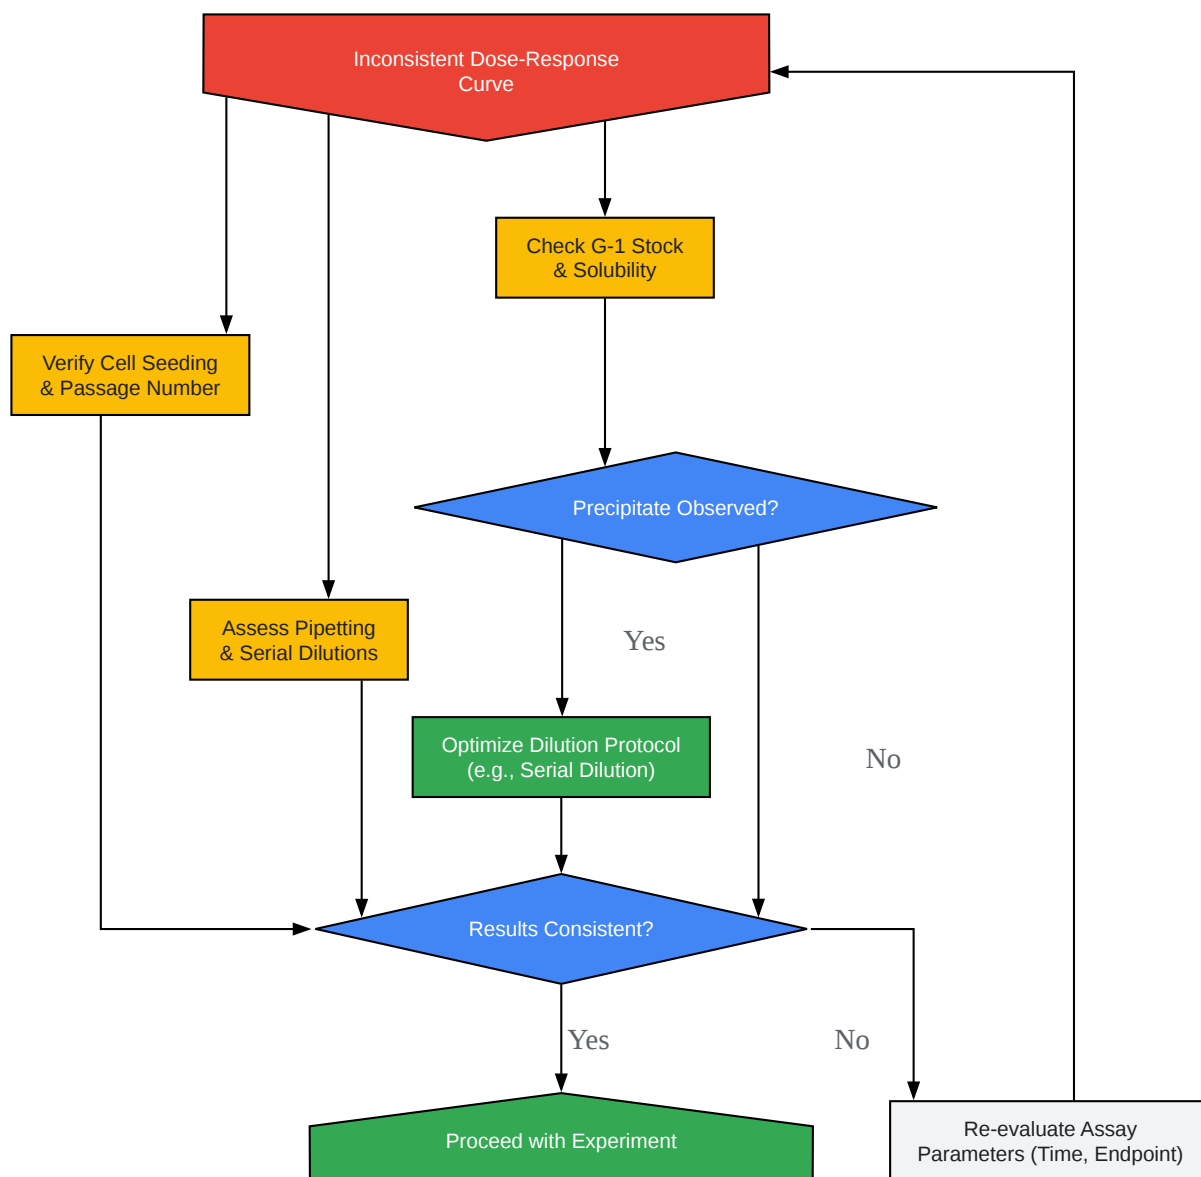 Inconsistent Dose-Response
Curve
Check G-1 Stock
& Solubility
Verify Cell Seeding
& Passage Number
Precipitate Observed?
Assess Pipetting
& Serial Dilutions
Yes
Optimize Dilution Protocol
(e.g., Serial Dilution)
No
Results Consistent?
Yes
No
Proceed with Experiment
Re-evaluate Assay
Parameters (Time, Endpoint)